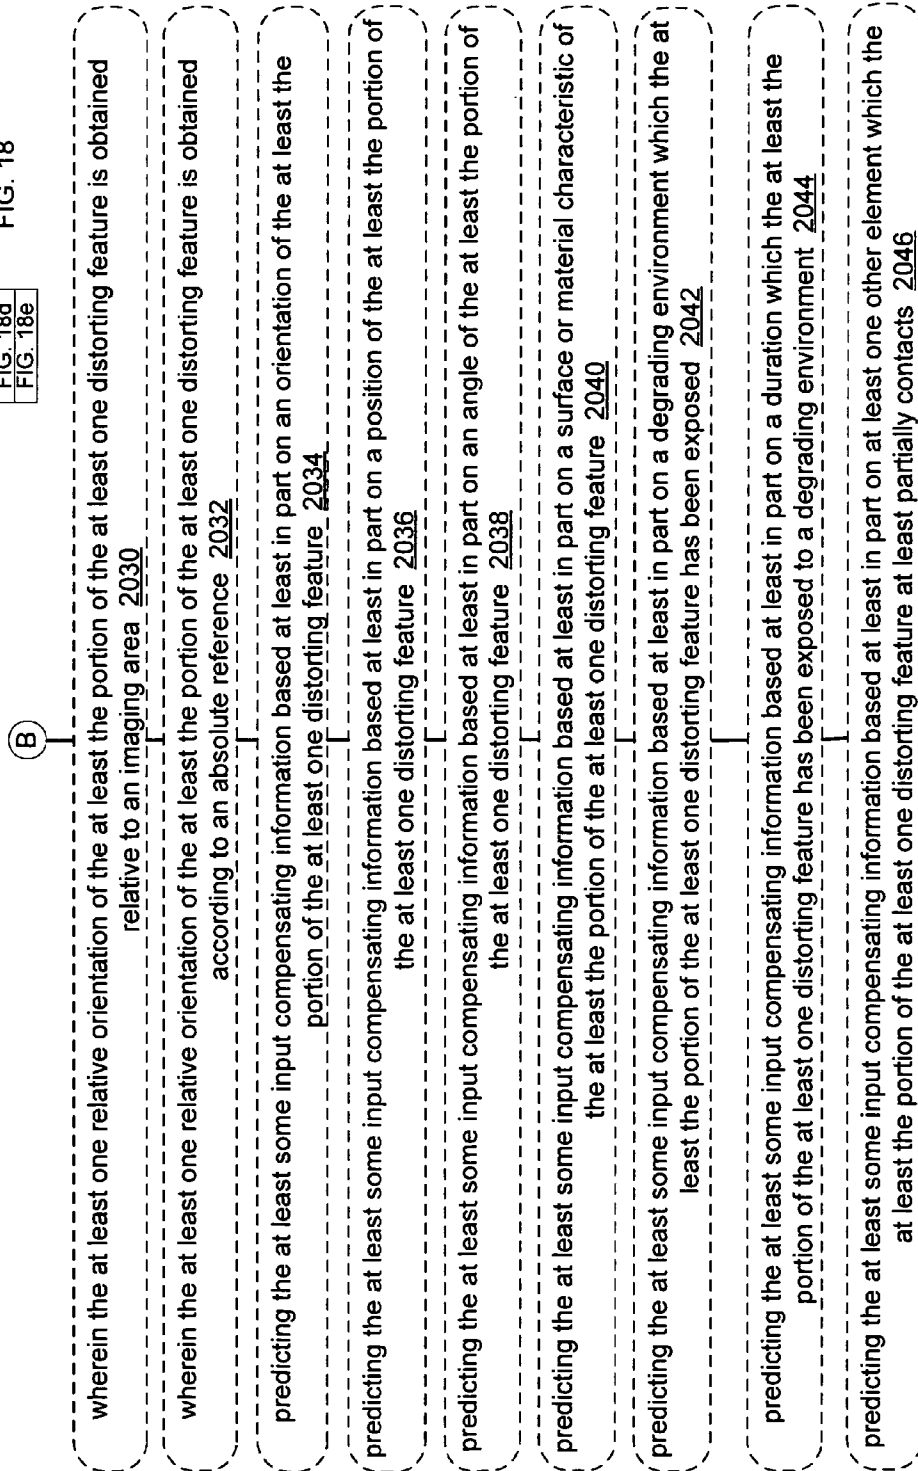 FIG. 18d
FIG. 18e
FIG. 18
B
wherein the at least one relative orientation of the at least the portion of the at least one distorting feature is obtained
relative to an imaging area 2030
wherein the at least one relative orientation of the at least the portion of the at least one distorting feature is obtained
according to an absolute reference 2032
predicting the at least some input compensating information based at least in part on an orientation of the at least the
portion of the at least one distorting feature 2034
predicting the at least some input compensating information based at least in part on a position of the at least the portion of
the at least one distorting feature 2036
predicting the at least some input compensating information based at least in part on an angle of the at least the portion of
the at least one distorting feature 2038
predicting the at least some input compensating information based at least in part on a surface or material characteristic of
the at least the portion of the at least one distorting feature 2040
predicting the at least some input compensating information based at least in part on a degrading environment which the at
least the portion of the at least one distorting feature has been exposed 2042
predicting the at least some input compensating information based at least in part on a duration which the at least the
portion of the at least one distorting feature has been exposed to a degrading environment 2044
predicting the at least some input compensating information based at least in part on at least one other element which the
at least the portion of the at least one distorting feature at least partially contacts 2046